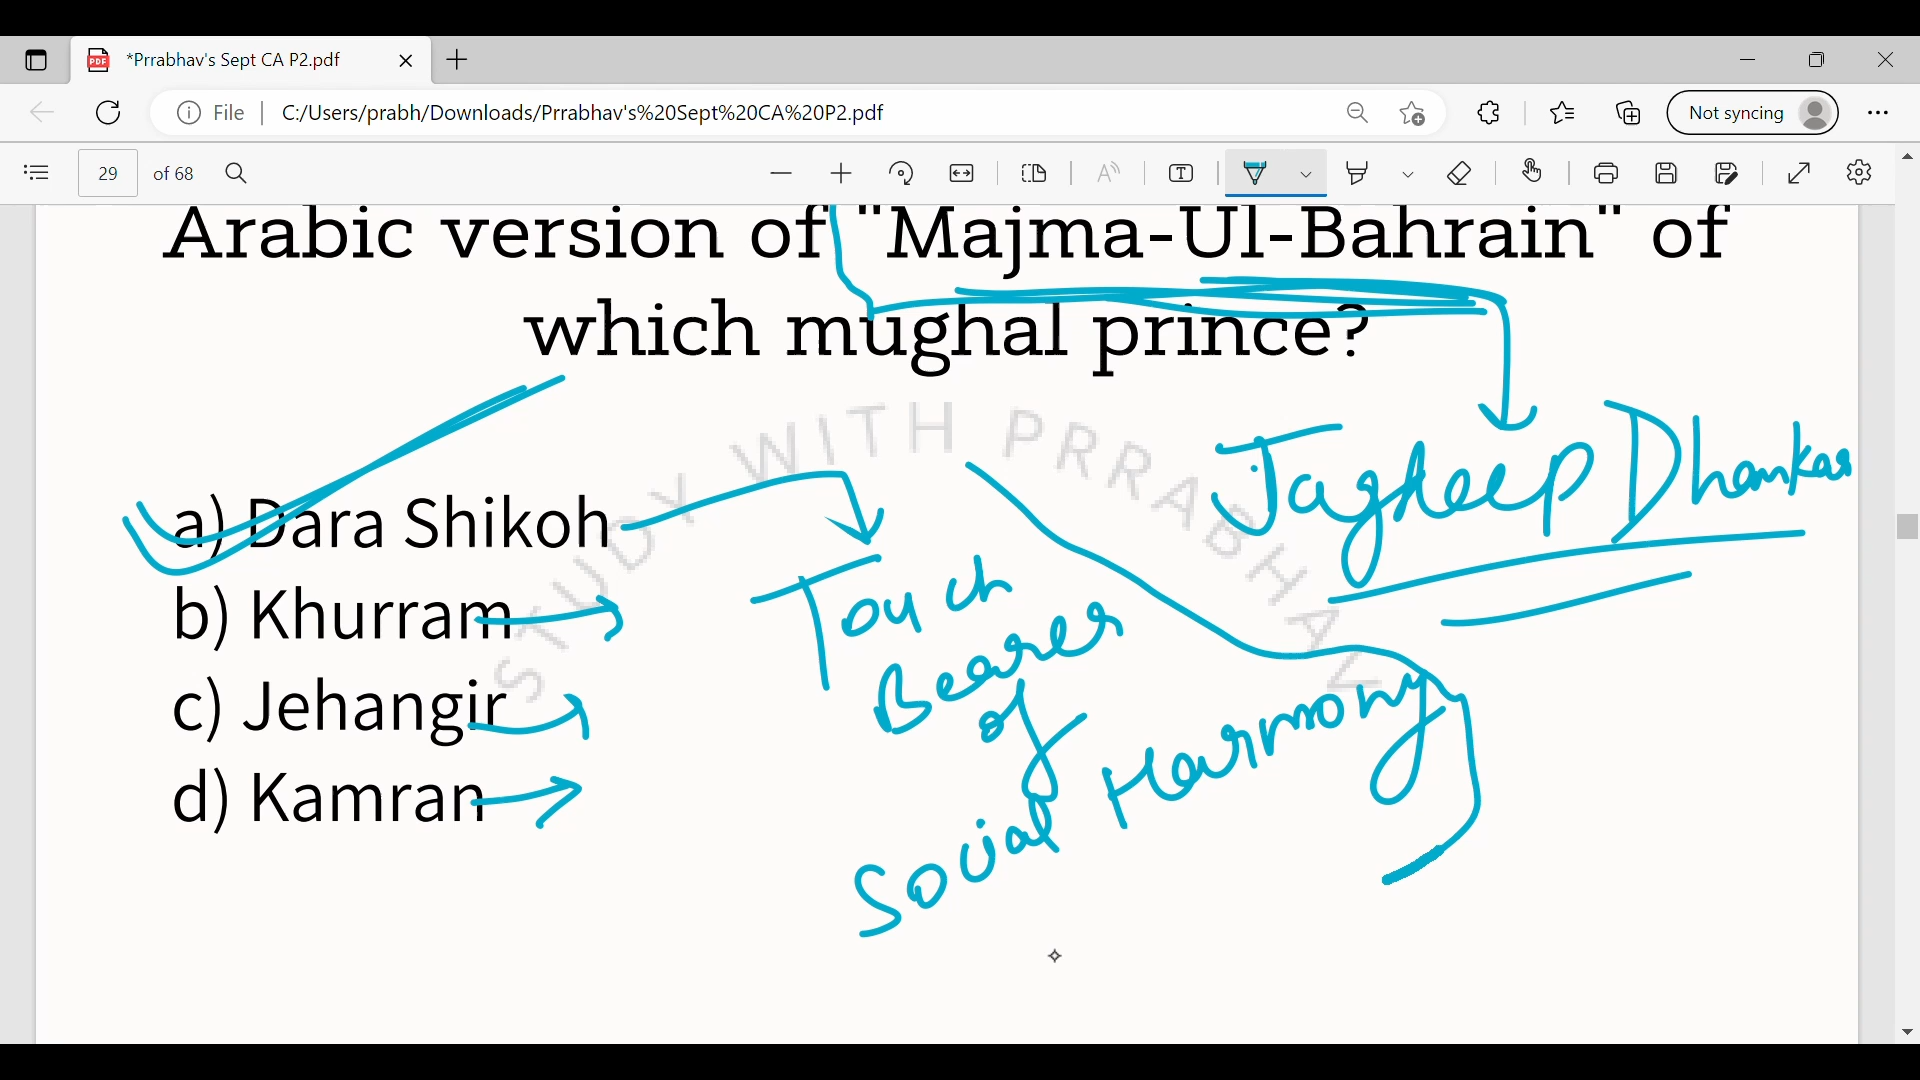 *Prrabhav's Sept CA P2.pdf
File C:/Users/prabh/Downloads/Prrabhav's%20Sept%20CA%20P2.pdf
Not syncing
29 of 68
Arabic version of "Majma-Ul-Bahrain" of
which mughal prince?
STUDY WITH PRRABHAV
Jagdeep Dhankar
a) Dara Shikoh
b) Khurram
c) Jehangir
d) Kamran
Touch
Bearer
of
Social Harmony